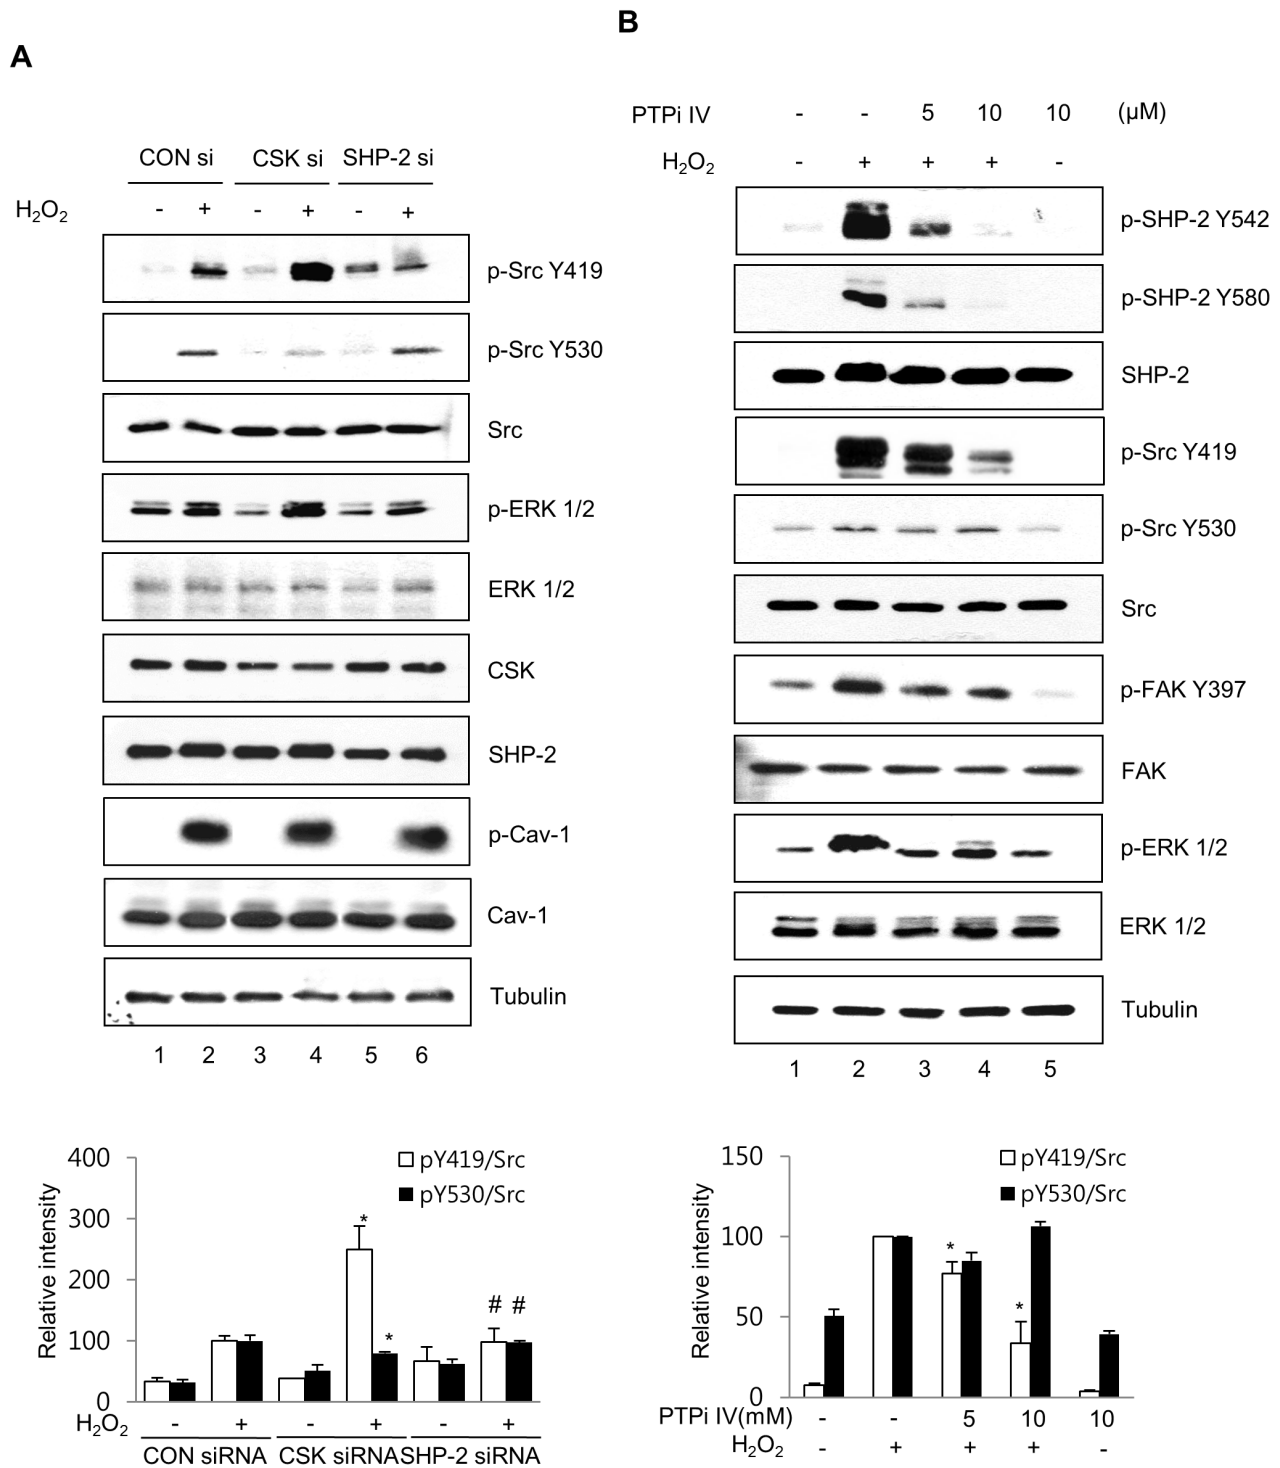 A
CON si CSK si SHP-2 si
H2O2 - + - + - +
p-Src Y419
p-Src Y530
Src
p-ERK 1/2
ERK 1/2
CSK
SHP-2
p-Cav-1
Cav-1
Tubulin
1 2 3 4 5 6
400
300
200
100
0
Relative intensity
pY419/Src
pY530/Src
*
*
# #
H2O2 - + - + - +
CON siRNA CSK siRNA SHP-2 siRNA
B
PTPi IV - - 5 10 10 (µM)
H2O2 - + + + -
p-SHP-2 Y542
p-SHP-2 Y580
SHP-2
p-Src Y419
p-Src Y530
Src
p-FAK Y397
FAK
p-ERK 1/2
ERK 1/2
Tubulin
1 2 3 4 5
150
100
50
0
Relative intensity
pY419/Src
pY530/Src
*
*
PTPi IV(mM) - - 5 10 10
H2O2 - + + + -